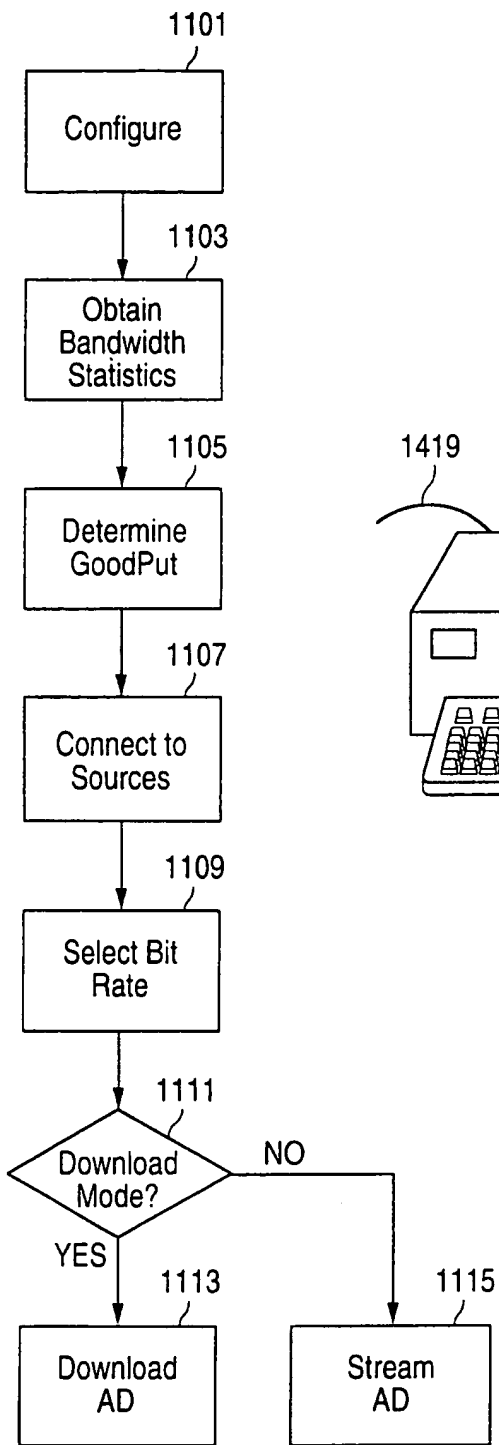 1101
Configure
1103
Obtain
Bandwidth
Statistics
1105
Determine
GoodPut
1419
1107
Connect to
Sources
1109
Select Bit
Rate
1111
Download
Mode?
NO
YES
1113
Download
AD
1115
Stream
AD